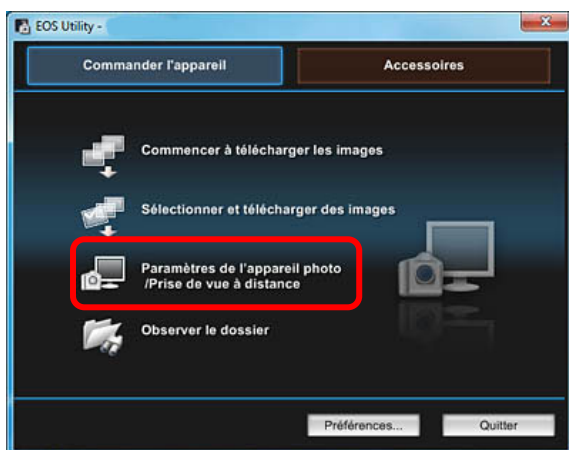 EOS Utility -
Commander l'appareil
Accessoires
Commencer à télécharger les images
Sélectionner et télécharger des images
Paramètres de l'appareil photo
/Prise de vue à distance
Observer le dossier
Préférences...
Quitter